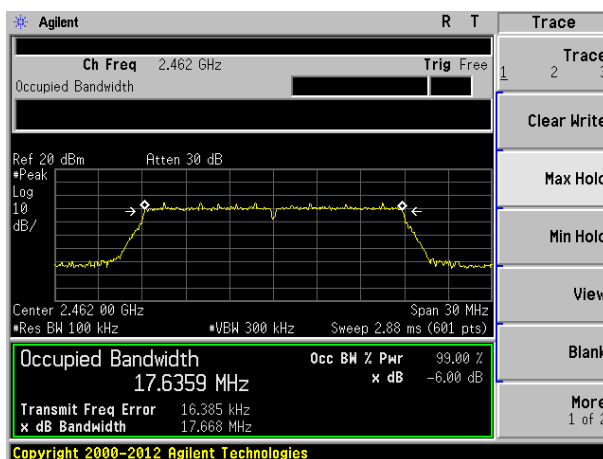 Agilent R T Trace
Ch Freq 2.462 GHz Trig Free
Occupied Bandwidth
Trace
1 2 3
Clear Write
Max Hold
Min Hold
View
Blank
More
1 of 2
Ref 20 dBm Atten 30 dB
#Peak
Log
10
dB/
Center 2.462 00 GHz Span 30 MHz
#Res BW 100 kHz #VBW 300 kHz Sweep 2.88 ms (601 pts)
Occupied Bandwidth Occ BW % Pwr 99.00 %
17.6359 MHz x dB -6.00 dB
Transmit Freq Error 16.385 kHz
x dB Bandwidth 17.668 MHz
Copyright 2000-2012 Agilent Technologies